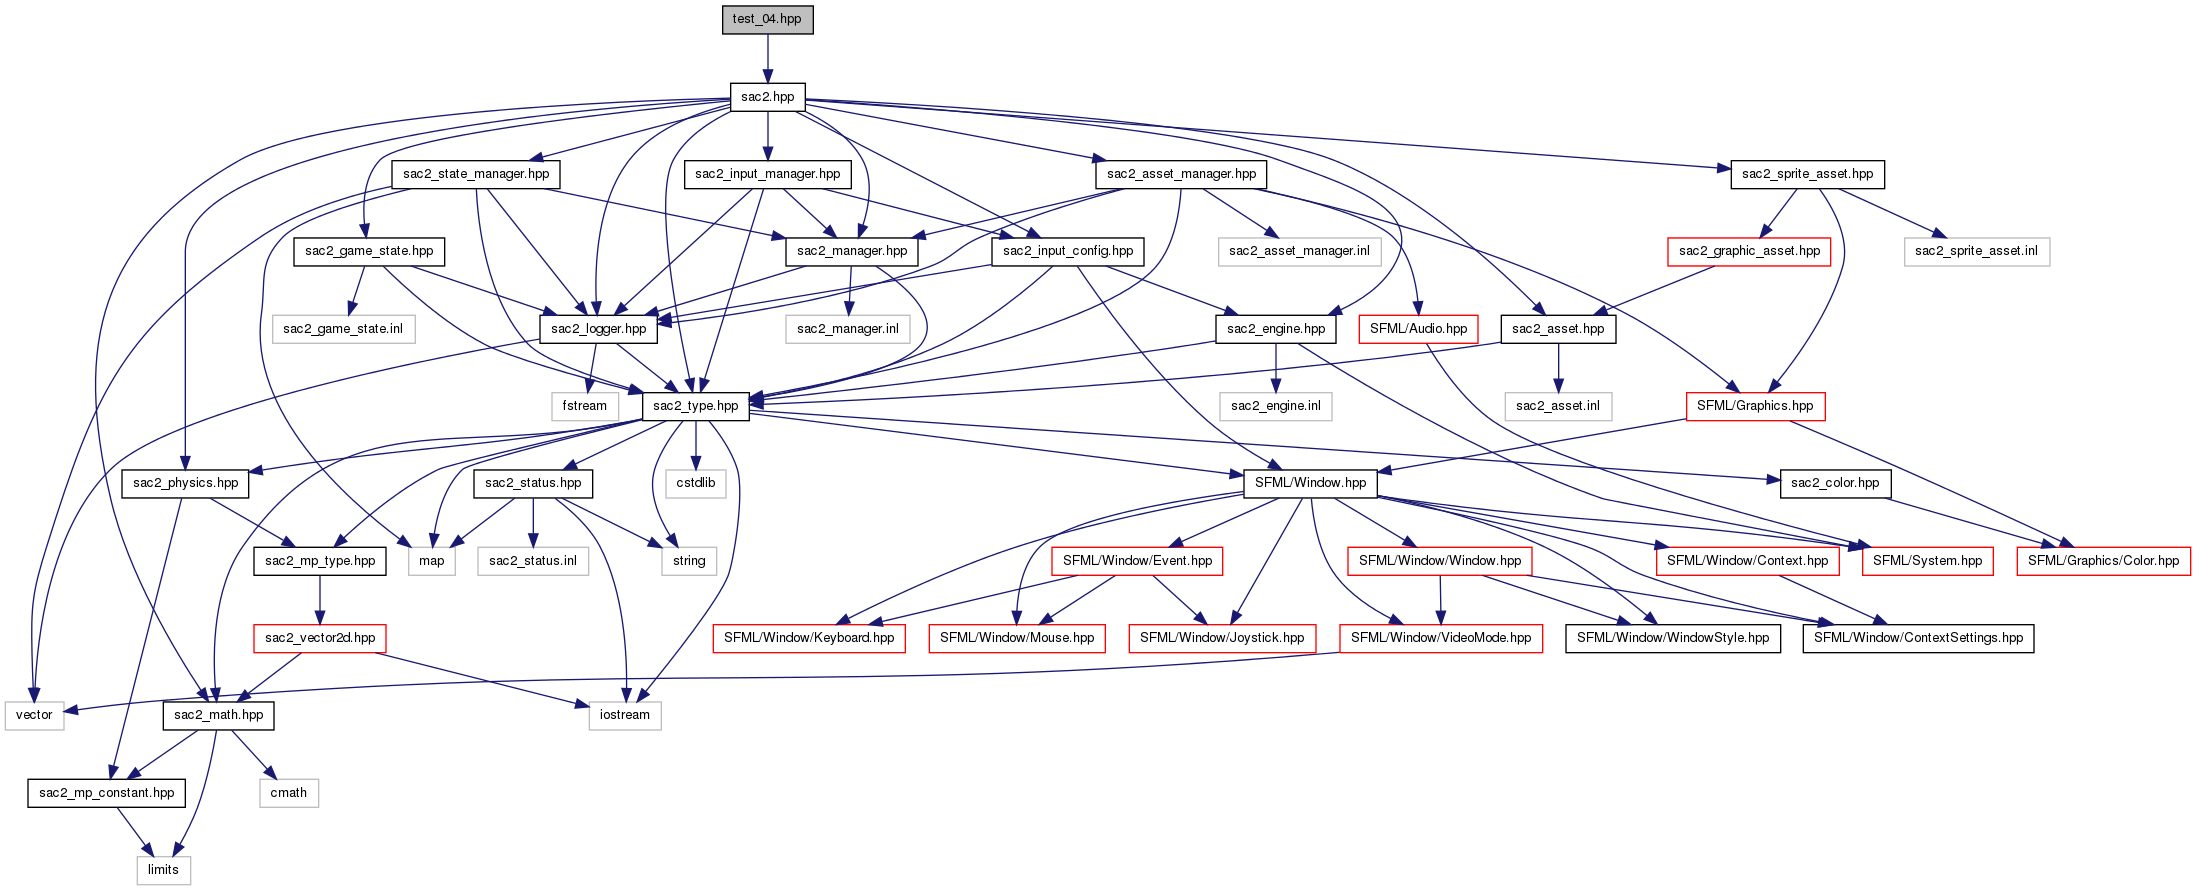 test_04.hpp
sac2.hpp
sac2_state_manager.hpp
sac2_input_manager.hpp
sac2_asset_manager.hpp
sac2_sprite_asset.hpp
sac2_game_state.hpp
sac2_manager.hpp
sac2_input_config.hpp
sac2_asset_manager.inl
sac2_graphic_asset.hpp
sac2_sprite_asset.inl
sac2_game_state.inl
sac2_logger.hpp
sac2_manager.inl
sac2_engine.hpp
SFML/Audio.hpp
sac2_asset.hpp
fstream
sac2_type.hpp
sac2_engine.inl
sac2_asset.inl
SFML/Graphics.hpp
sac2_physics.hpp
sac2_status.hpp
cstdlib
SFML/Window.hpp
sac2_color.hpp
sac2_mp_type.hpp
map
sac2_status.inl
string
SFML/Window/Event.hpp
SFML/Window/Window.hpp
SFML/Window/Context.hpp
SFML/System.hpp
SFML/Graphics/Color.hpp
sac2_vector2d.hpp
SFML/Window/Keyboard.hpp
SFML/Window/Mouse.hpp
SFML/Window/Joystick.hpp
SFML/Window/VideoMode.hpp
SFML/Window/WindowStyle.hpp
SFML/Window/ContextSettings.hpp
vector
sac2_math.hpp
iostream
sac2_mp_constant.hpp
cmath
limits